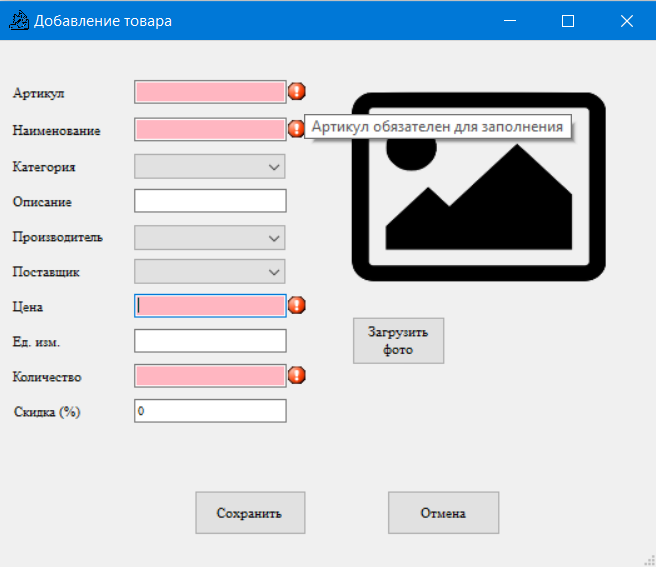 Добавление товара
Артикул
Наименование
Артикул обязателен для заполнения
Категория
Описание
Производитель
Поставщик
Цена
Загрузить
фото
Ед. изм.
Количество
Скидка (%)
0
Сохранить
Отмена